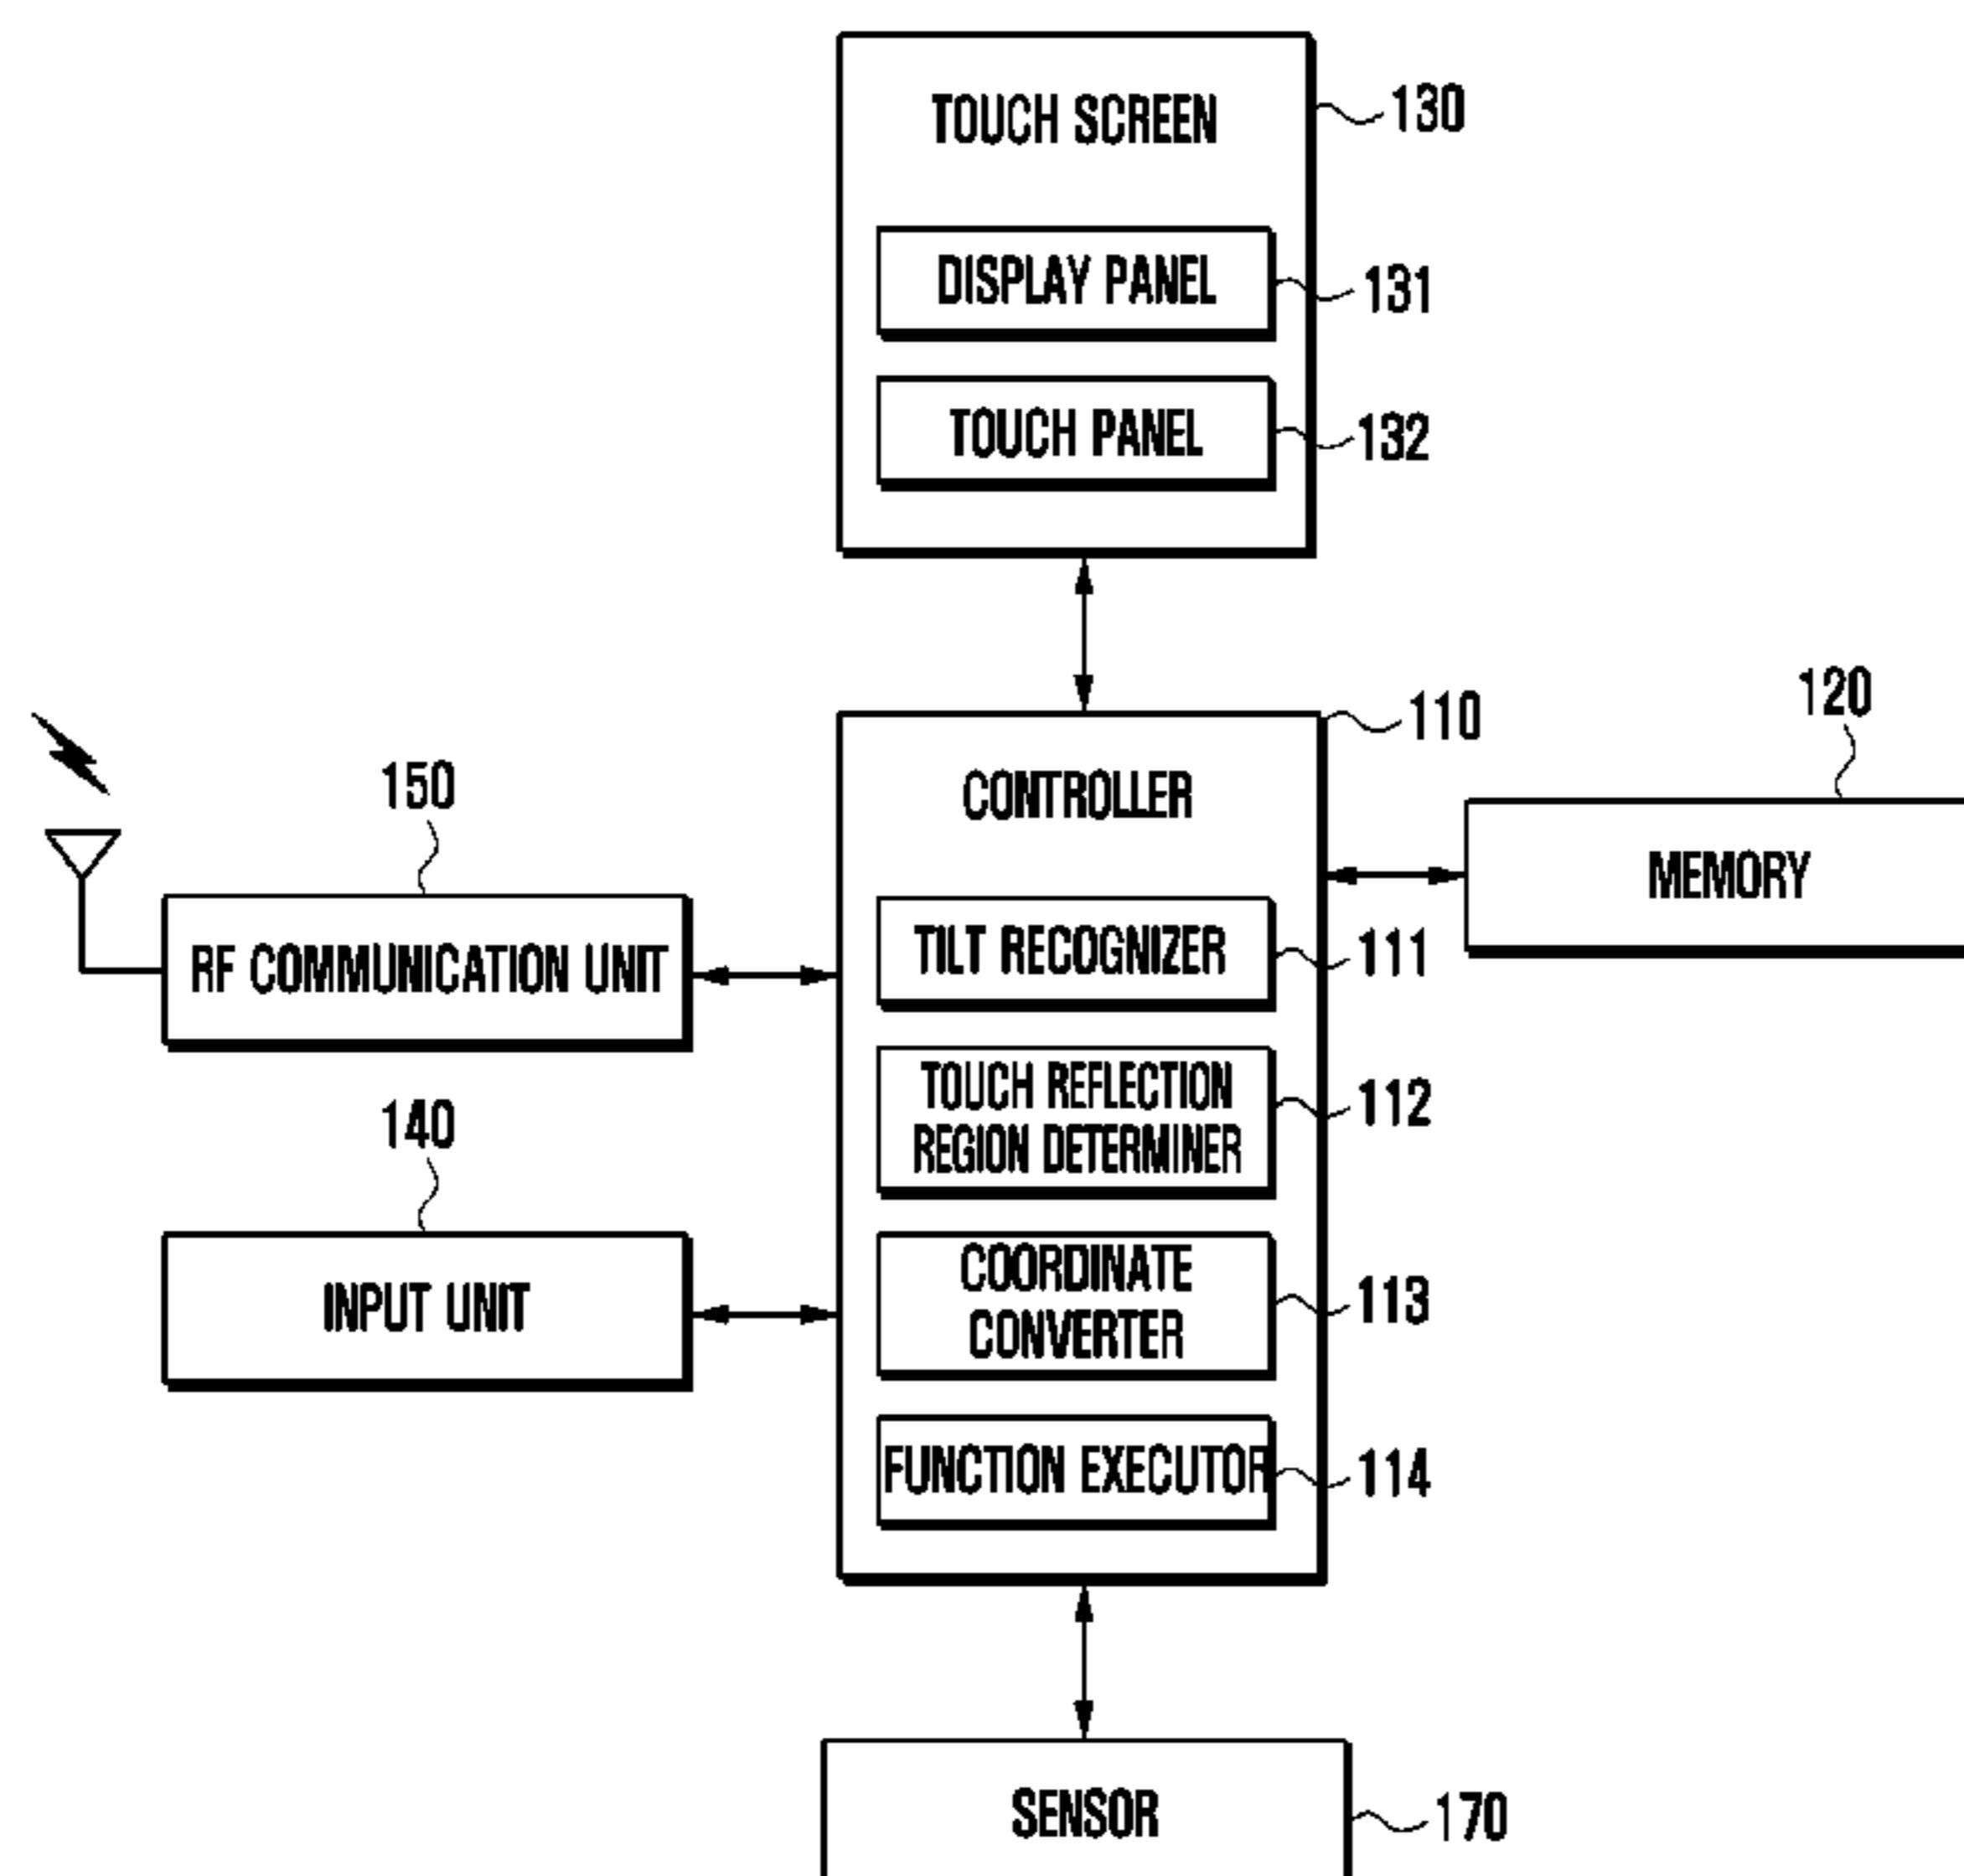 TOUCH SCREEN
130
DISPLAY PANEL
131
TOUCH PANEL
132
110
120
CONTROLLER
MEMORY
150
RF COMMUNICATION UNIT
TILT RECOGNIZER
111
TOUCH REFLECTION
REGION DETERMINER
112
140
INPUT UNIT
COORDINATE
CONVERTER
113
FUNCTION EXECUTOR
114
SENSOR
170